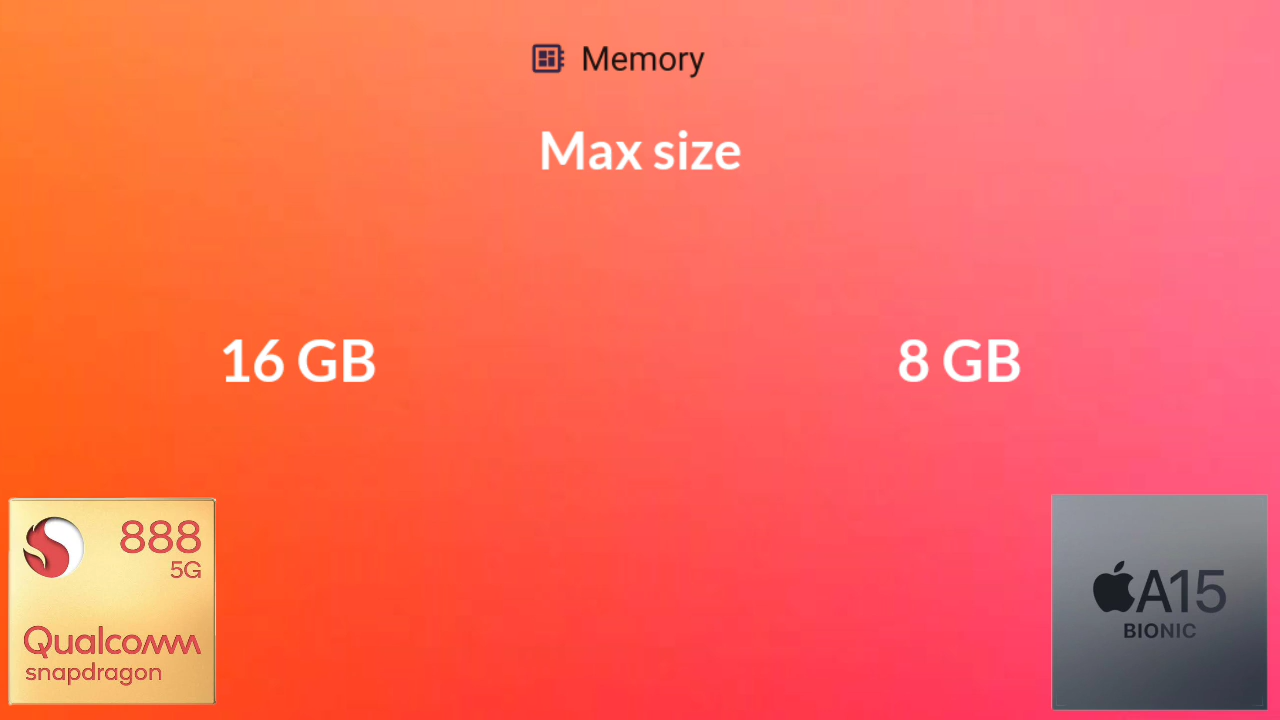 Memory
Max size
16 GB
8 GB
888
5G
Qualcomm
snapdragon
A15
BIONIC